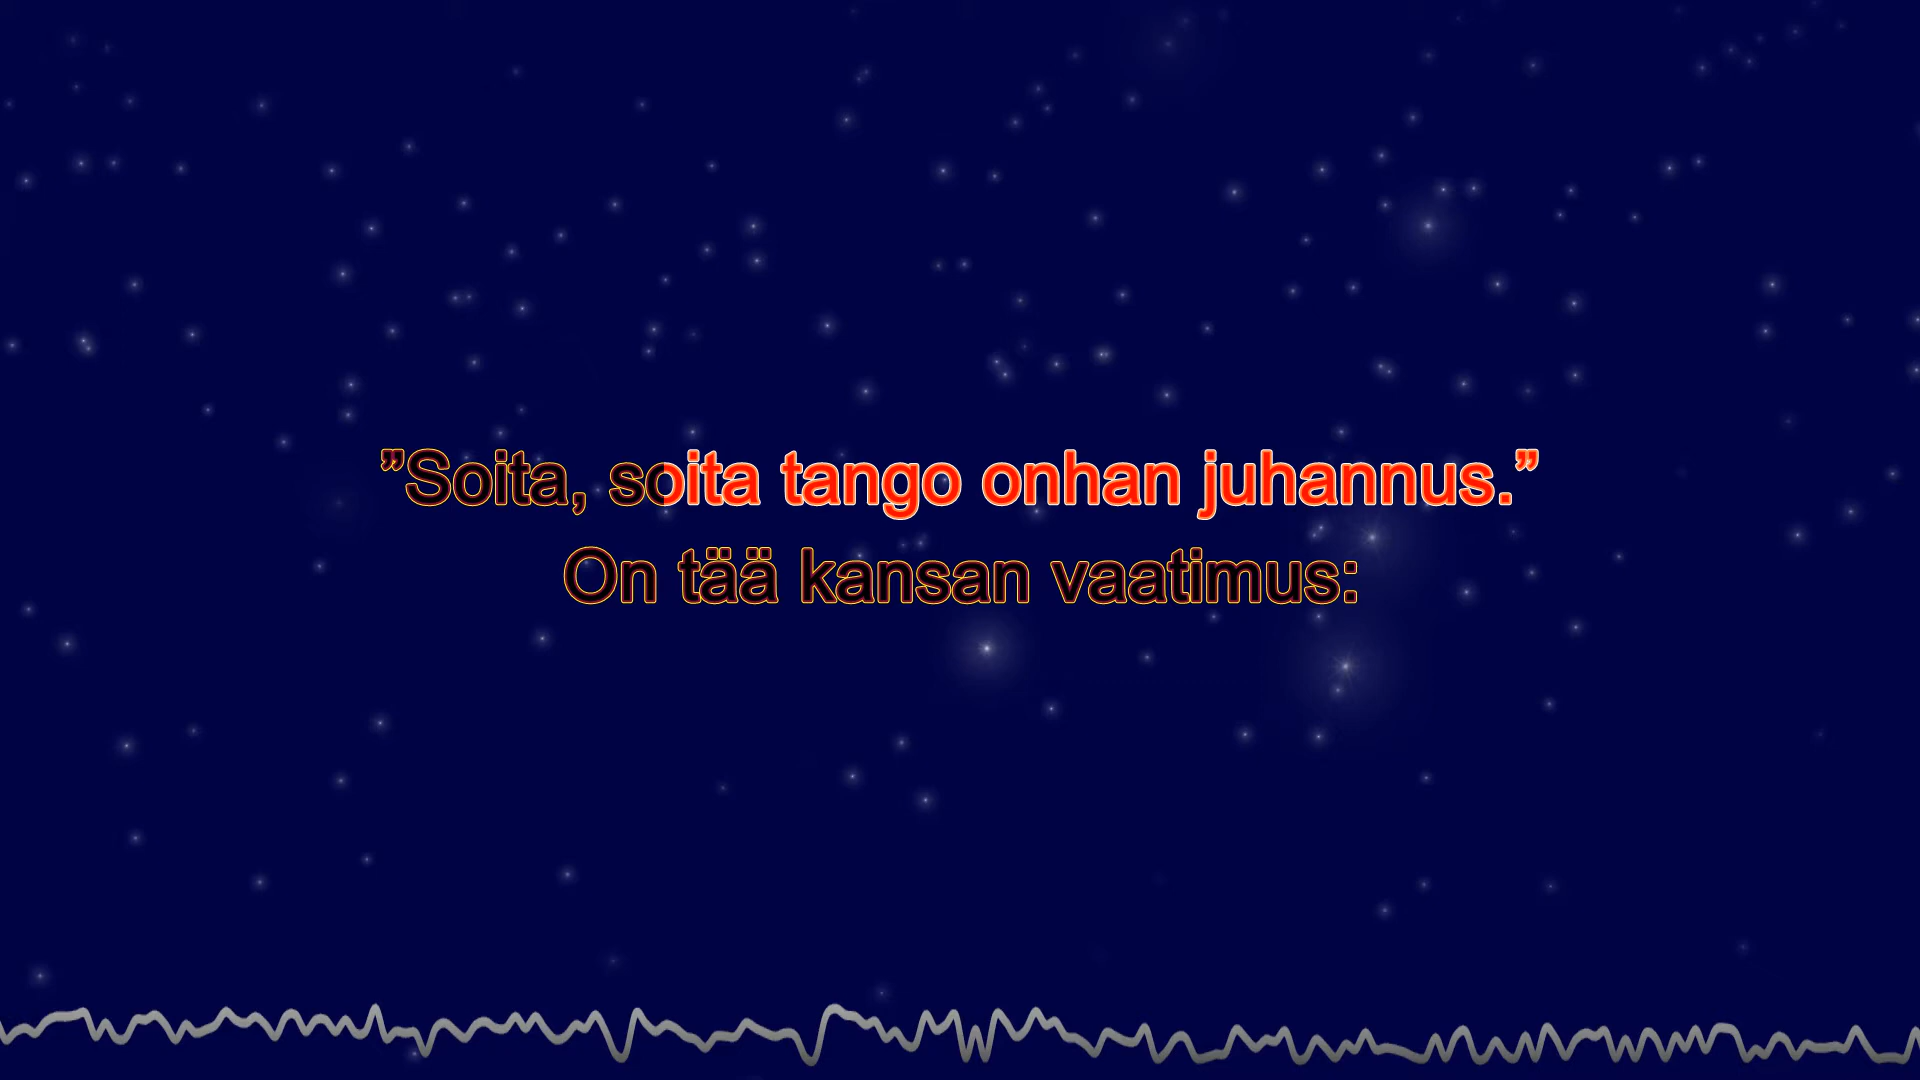 ”Soita, soita tango onhan juhannus.”
On tää kansan vaatimus: